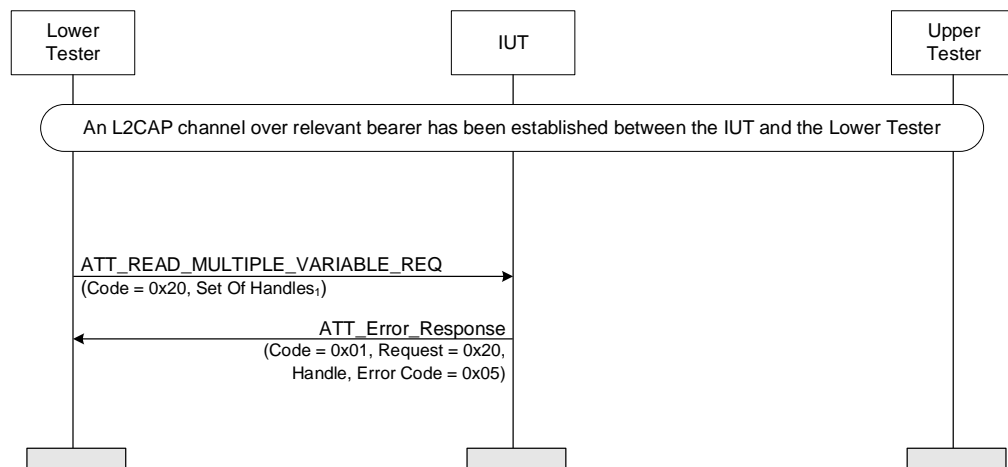 Lower
Tester
IUT
Upper
Tester
An L2CAP channel over relevant bearer has been established between the IUT and the Lower Tester
ATT_READ_MULTIPLE_VARIABLE_REQ
(Code = 0x20, Set Of Handles₁)
ATT_Error_Response
(Code = 0x01, Request = 0x20,
Handle, Error Code = 0x05)